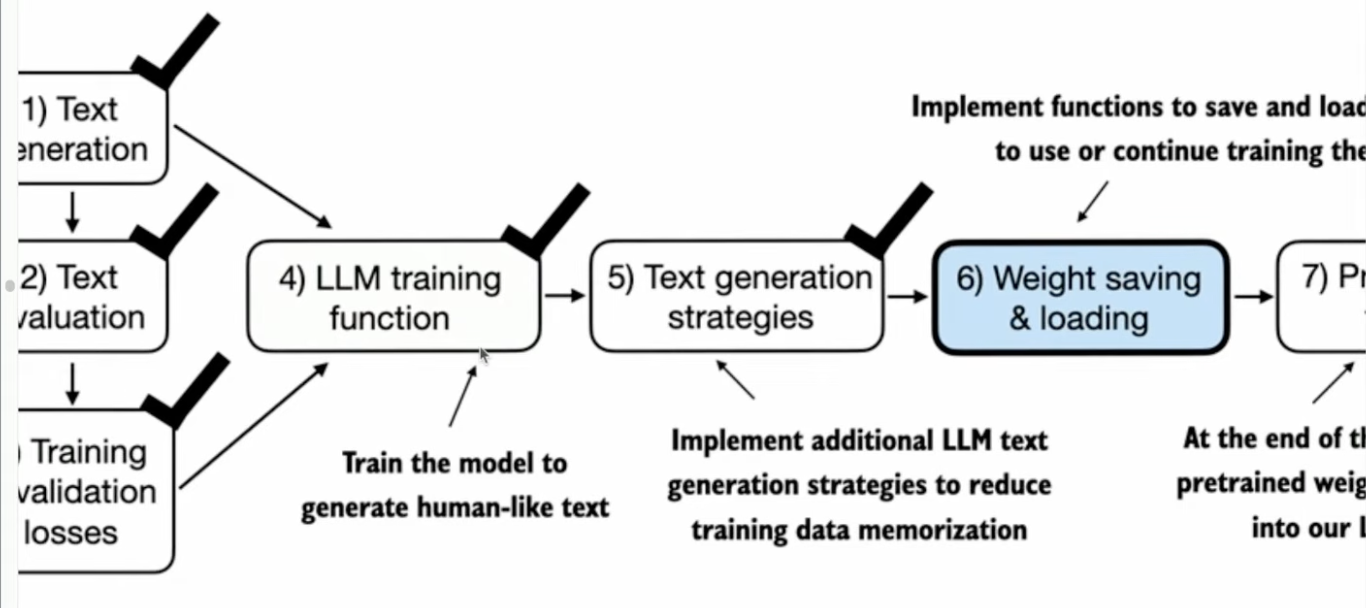 1) Text
eneration
2) Text
valuation
) Training
validation
losses
4) LLM training
function
Train the model to
generate human-like text
5) Text generation
strategies
Implement additional LLM text
generation strategies to reduce
training data memorization
Implement functions to save and load
to use or continue training the
6) Weight saving
& loading
7) Pr
At the end of th
pretrained weig
into our L